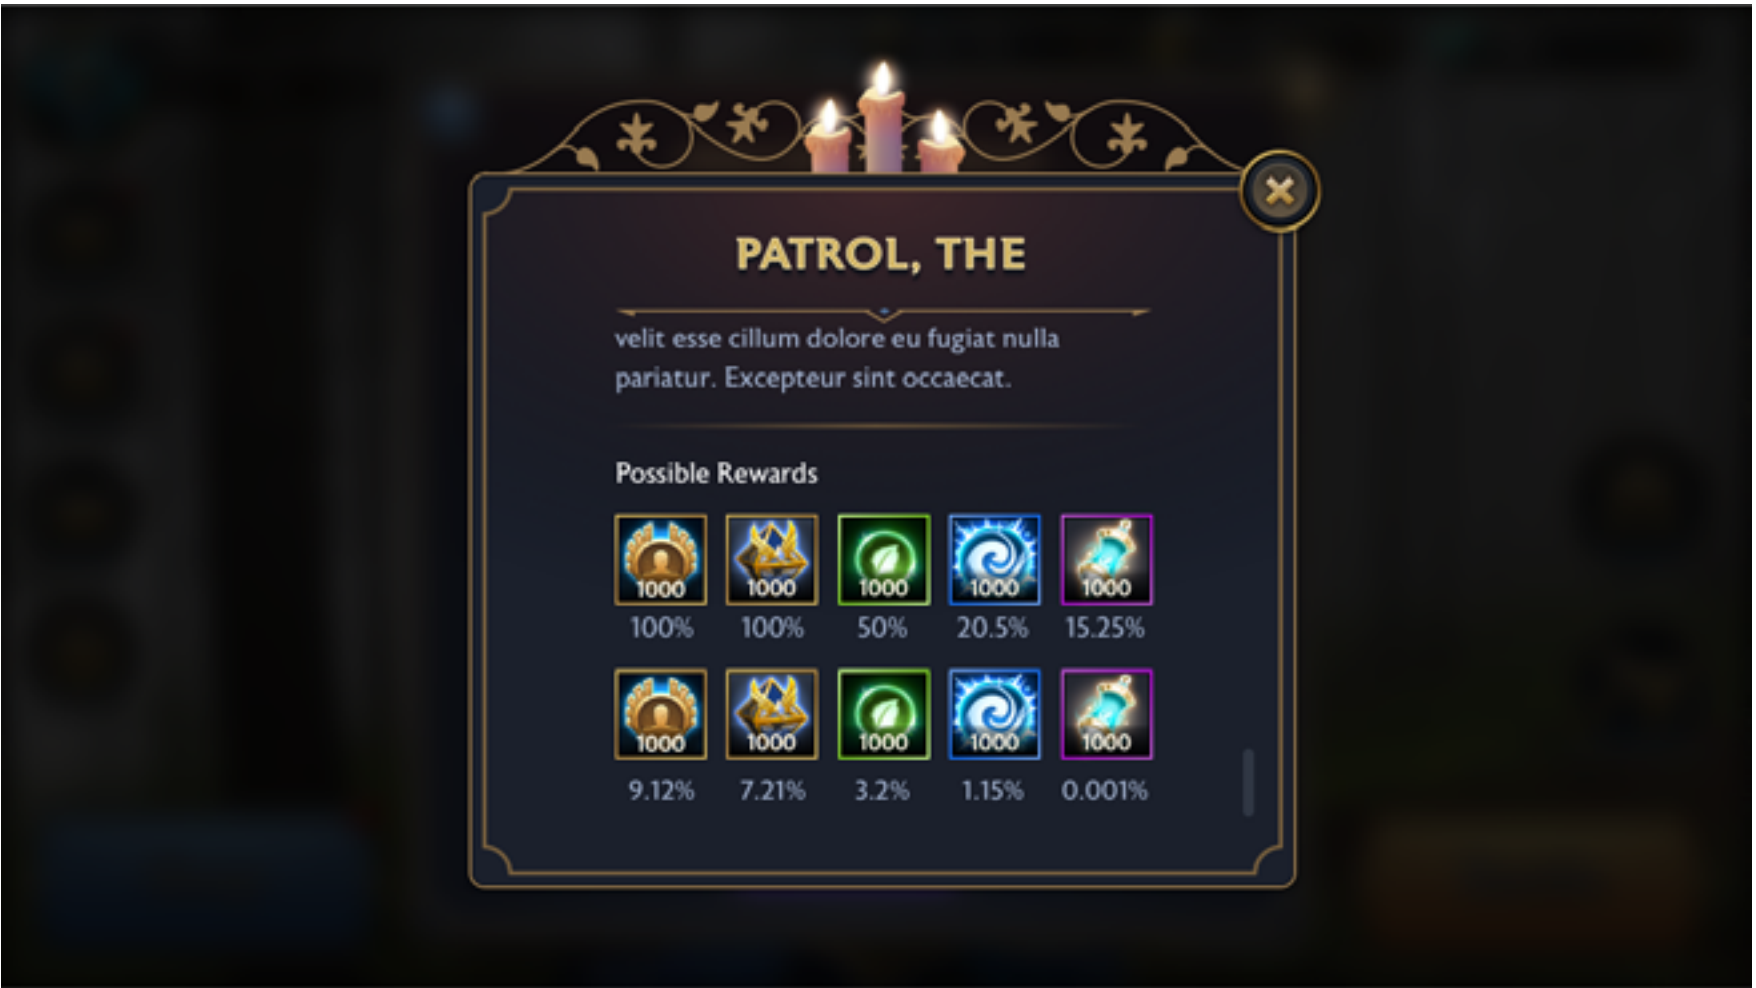 PATROL, THE
velit esse cillum dolore eu fugiat nulla
pariatur. Excepteur sint occaecat.
Possible Rewards
1000 1000 1000 1000 1000
100% 100% 50% 20.5% 15.25%
1000 1000 1000 1000 1000
9.12% 7.21% 3.2% 1.15% 0.001%